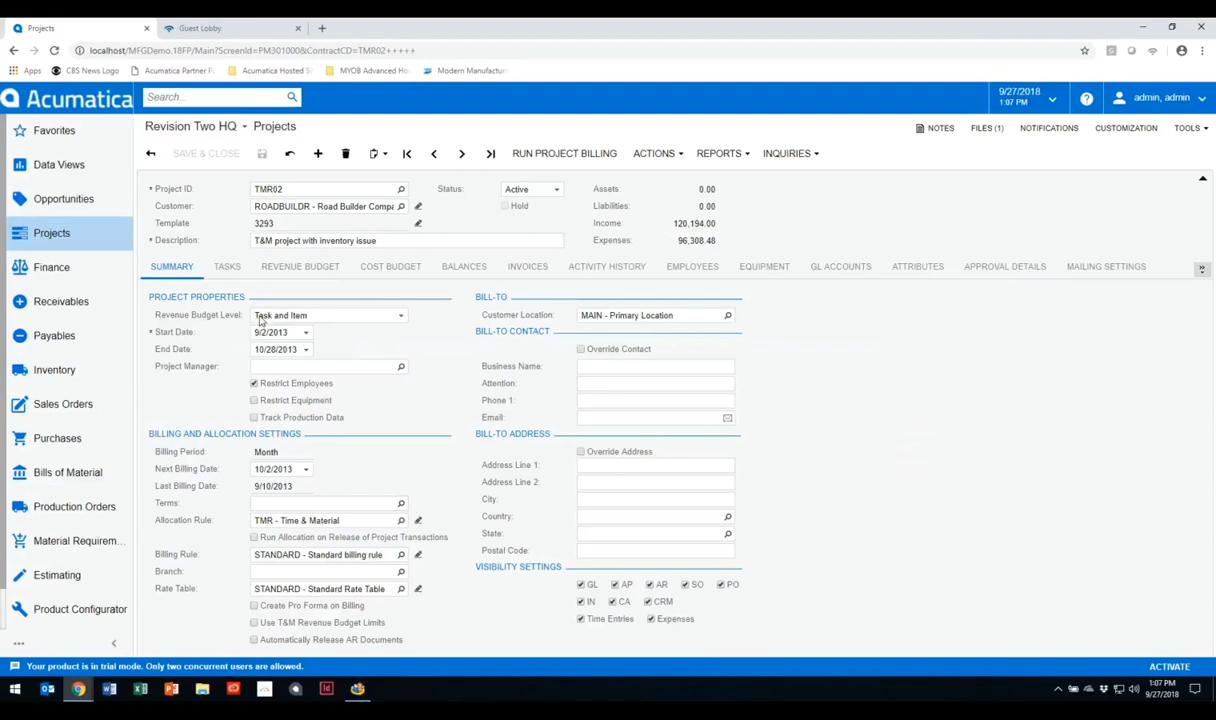 Projects
Guest Lobby
localhost/MFGDemo.18FP/Main?ScreenId=PM301000&ContractCD=TMR02+++++
Apps CBS News Logo Acumatica Partner Po Acumatica Hosted Si MYOB Advanced Ho Modern Manufactur
Acumatica Search... 9/27/2018 1:07 PM admin, admin
Revision Two HQ Projects NOTES FILES (1) NOTIFICATIONS CUSTOMIZATION TOOLS
SAVE & CLOSE RUN PROJECT BILLING ACTIONS REPORTS INQUIRIES
Favorites
Data Views
Opportunities
Projects
Finance
Receivables
Payables
Inventory
Sales Orders
Purchases
Bills of Material
Production Orders
Material Requirem...
Estimating
Product Configurator
* Project ID: TMR02 Status: Active Assets: 0.00
Customer: ROADBUILDR - Road Builder Compa Hold Liabilities: 0.00
Template: 3293 Income: 120,194.00
* Description: T&M project with inventory issue Expenses: 96,308.48
SUMMARY TASKS REVENUE BUDGET COST BUDGET BALANCES INVOICES ACTIVITY HISTORY EMPLOYEES EQUIPMENT GL ACCOUNTS ATTRIBUTES APPROVAL DETAILS MAILING SETTINGS
PROJECT PROPERTIES
Revenue Budget Level: Task and Item
* Start Date: 9/2/2013
End Date: 10/28/2013
Project Manager:
Restrict Employees
Restrict Equipment
Track Production Data
BILLING AND ALLOCATION SETTINGS
Billing Period: Month
Next Billing Date: 10/2/2013
Last Billing Date: 9/10/2013
Terms:
Allocation Rule: TMR - Time & Material
Run Allocation on Release of Project Transactions
Billing Rule: STANDARD - Standard billing rule
Branch:
Rate Table: STANDARD - Standard Rate Table
Create Pro Forma on Billing
Use T&M Revenue Budget Limits
Automatically Release AR Documents
BILL-TO
Customer Location: MAIN - Primary Location
BILL-TO CONTACT
Override Contact
Business Name:
Attention:
Phone 1:
Email:
BILL-TO ADDRESS
Override Address
Address Line 1:
Address Line 2:
City:
Country:
State:
Postal Code:
VISIBILITY SETTINGS
GL AP AR SO PO
IN CA CRM
Time Entries Expenses
Your product is in trial mode. Only two concurrent users are allowed. ACTIVATE
1:07 PM
9/27/2018